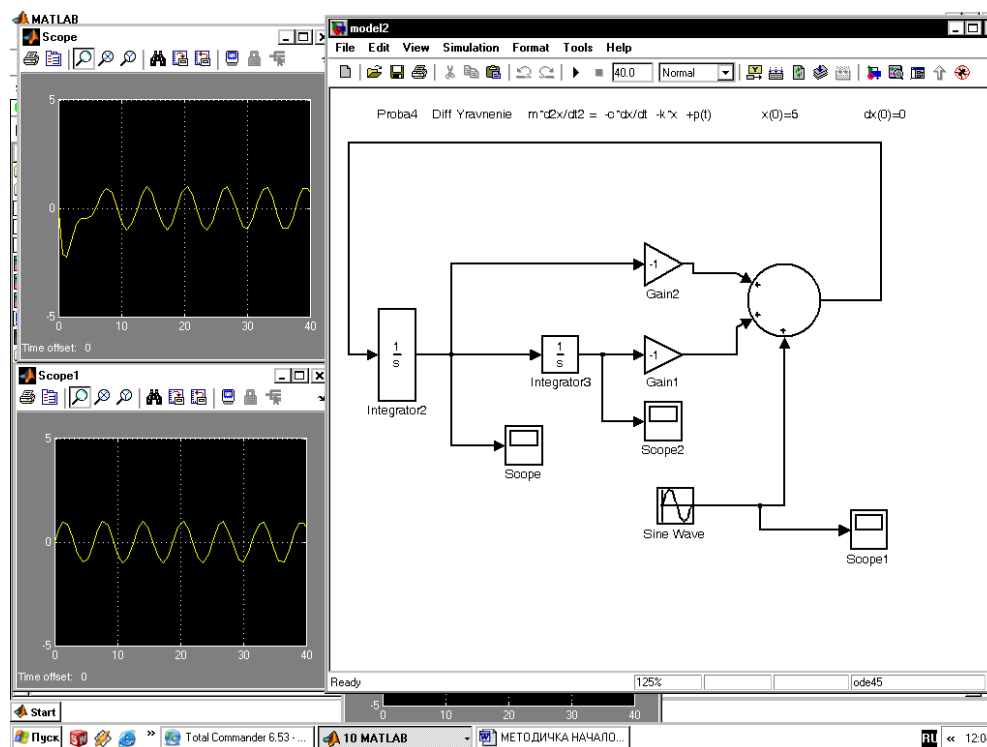 MATLAB
Scope
5
0
-5
0 10 20 30 40
Time offset: 0
Scope1
5
0
-5
0 10 20 30 40
Time offset: 0
model2
File Edit View Simulation Format Tools Help
40.0 Normal
Proba4 Diff Yravnenie m*d2x/dt2 = -c*dx/dt -k*x +p(t) x(0)=5 dx(0)=0
-1
Gain2
1
s
Integrator2
1
s
Integrator3
-1
Gain1
Scope2
Scope
Sine Wave
Scope1
Ready 125% ode45
-5
0 10 20 30 40
Start
Пуск » Total Commander 6.53 - ... 10 MATLAB МЕТОДИЧКА НАЧАЛО... RU « 12:0